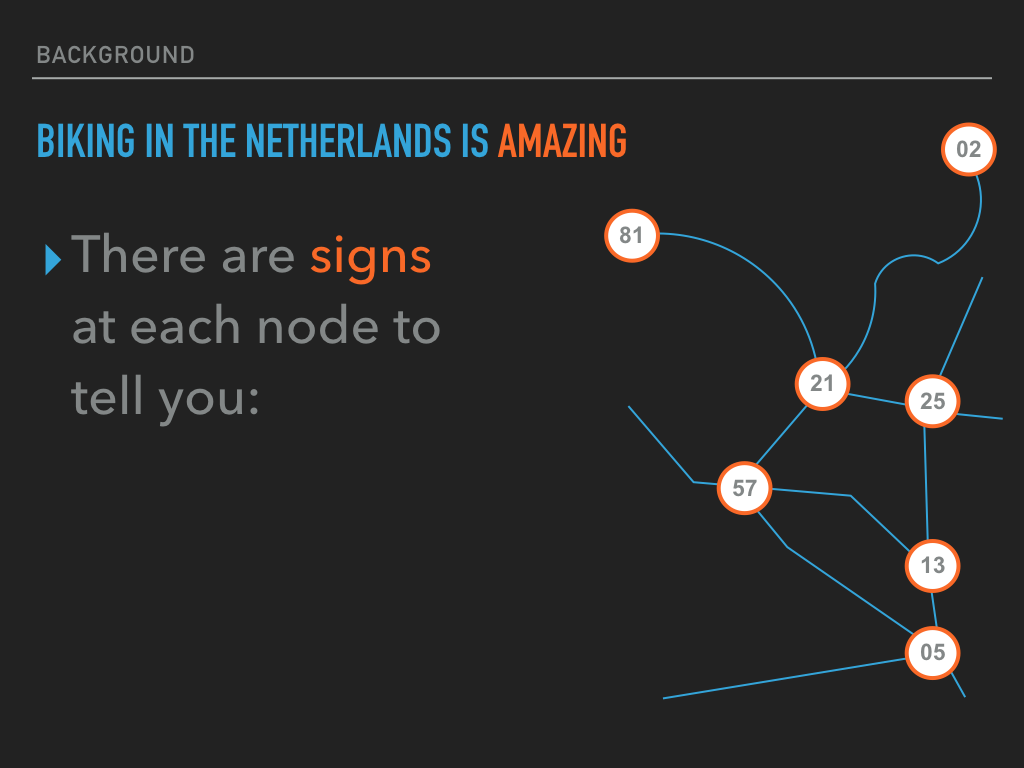 BACKGROUND
BIKING IN THE NETHERLANDS IS AMAZING
There are signs
at each node to
tell you:
02
81
21
25
57
13
05